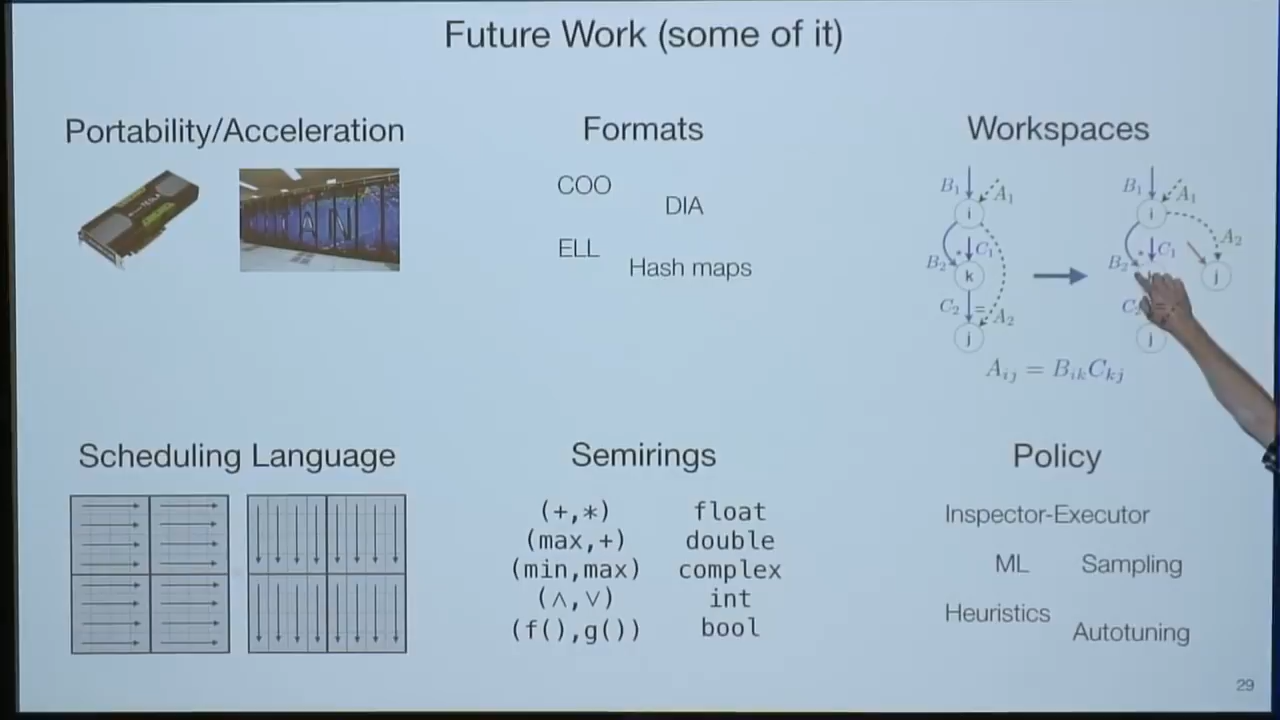 Future Work (some of it)
Portability/Acceleration
TESLA
AN
Formats
COO
DIA
ELL
Hash maps
Workspaces
B₁ A₁
i
B₂ C₁
k
C₂ = A₂
j
B₁ A₁
i
A₂
B₂ C₁
j
j
Aᵢⱼ = BᵢₖCₖⱼ
Scheduling Language
Semirings
(+,*) float
(max,+) double
(min,max) complex
(∧,∨) int
(f(),g()) bool
Policy
Inspector-Executor
ML Sampling
Heuristics
Autotuning
29